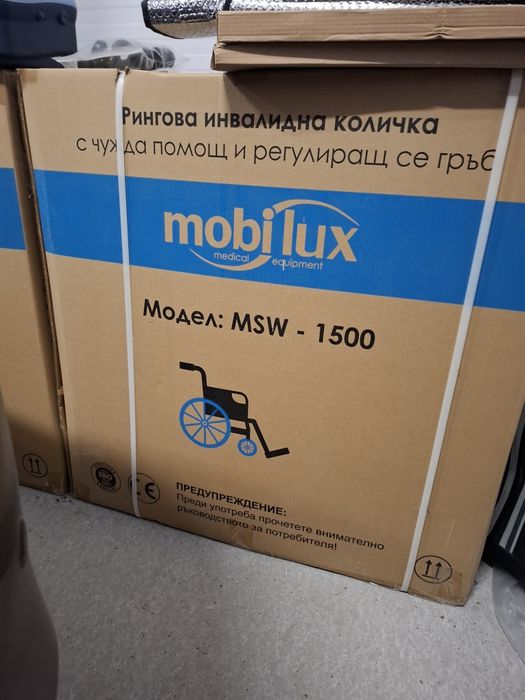 Рингова инвалидна количка
с чужда помощ и регулиращ се гръб
mobilux
medical equipment
Модел: MSW - 1500
ISO
CE
ПРЕДУПРЕЖДЕНИЕ:
Преди употреба прочетете внимателно
ръководството за потребителя!